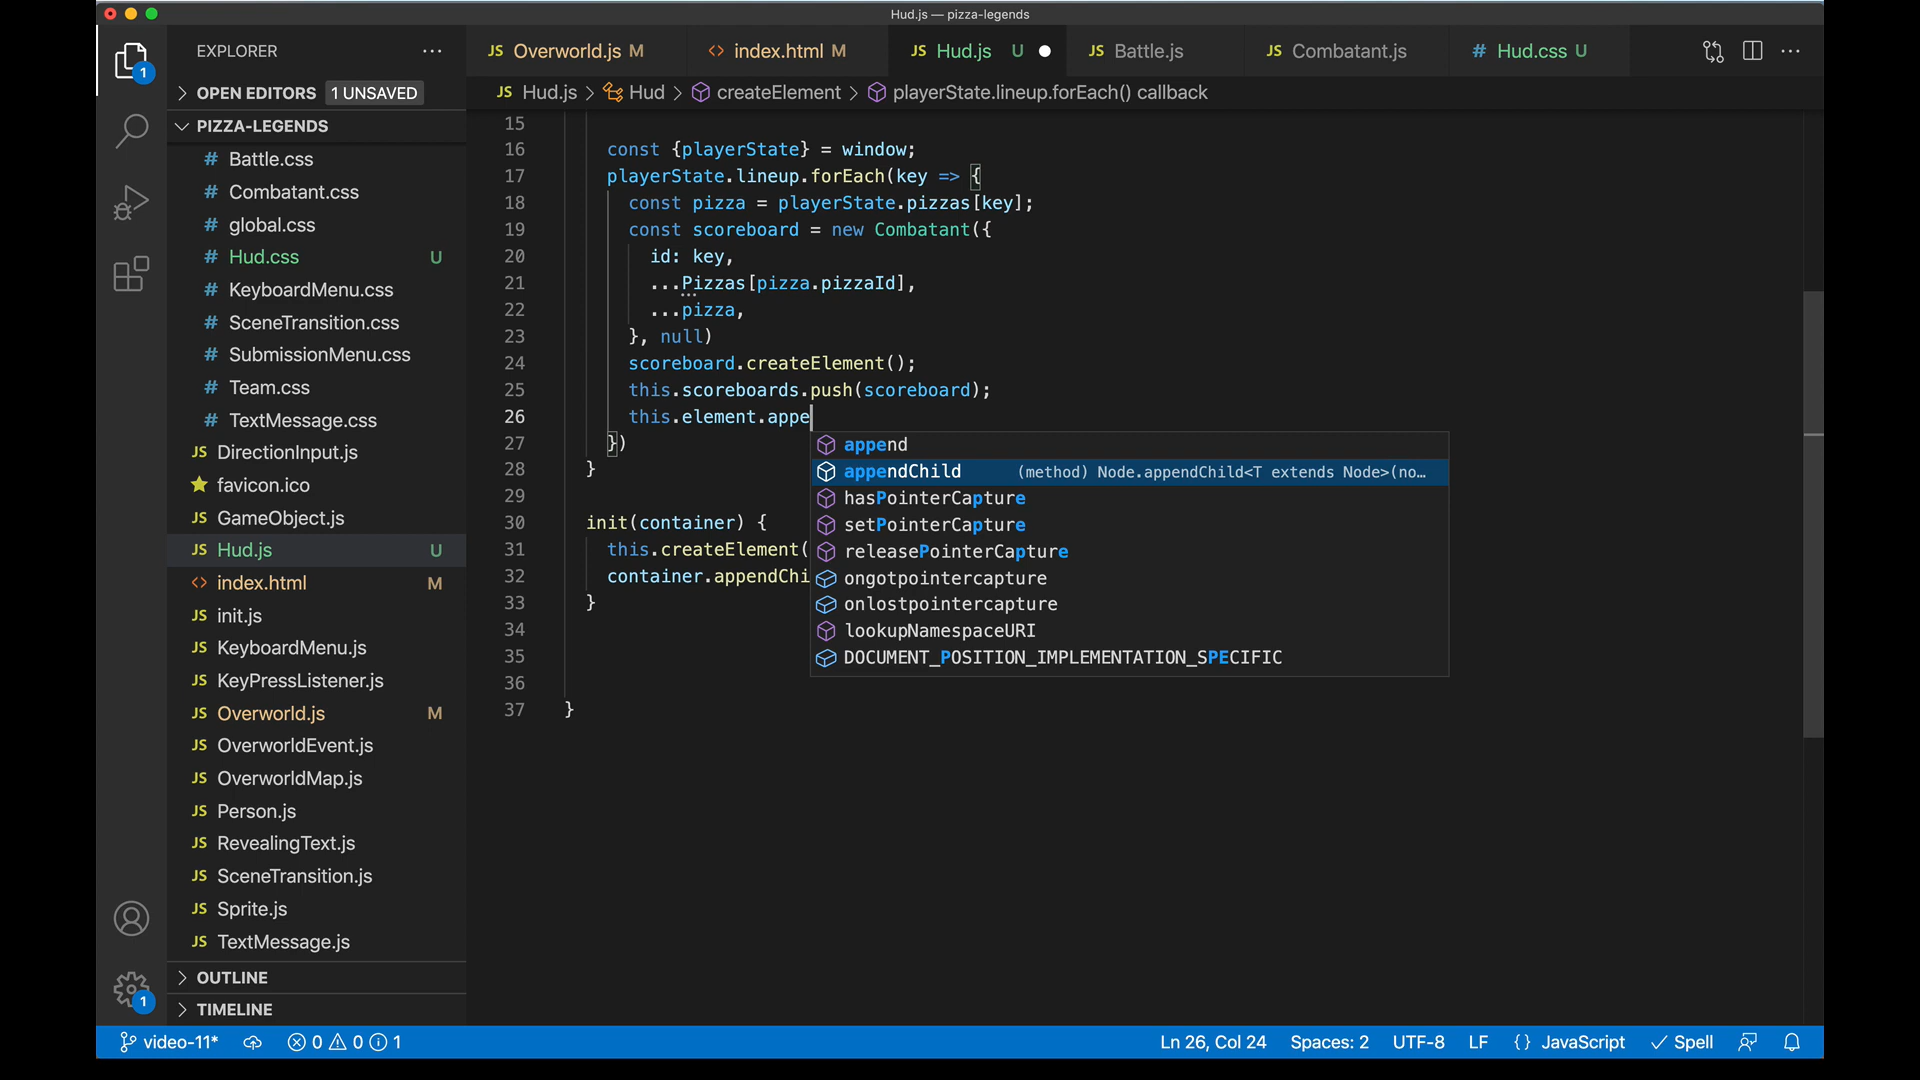 Hud.js — pizza-legends
EXPLORER
JS Overworld.js M
<> index.html M
JS Hud.js U
JS Battle.js
JS Combatant.js
# Hud.css U
OPEN EDITORS 1 UNSAVED
JS Hud.js > Hud > createElement > playerState.lineup.forEach() callback
PIZZA-LEGENDS
# Battle.css
# Combatant.css
# global.css
# Hud.css U
# KeyboardMenu.css
# SceneTransition.css
# SubmissionMenu.css
# Team.css
# TextMessage.css
JS DirectionInput.js
favicon.ico
JS GameObject.js
JS Hud.js U
<> index.html M
JS init.js
JS KeyboardMenu.js
JS KeyPressListener.js
JS Overworld.js M
JS OverworldEvent.js
JS OverworldMap.js
JS Person.js
JS RevealingText.js
JS SceneTransition.js
JS Sprite.js
JS TextMessage.js
OUTLINE
TIMELINE
1
1
15
16 const {playerState} = window;
17 playerState.lineup.forEach(key => {
18 const pizza = playerState.pizzas[key];
19 const scoreboard = new Combatant({
20 id: key,
21 ...Pizzas[pizza.pizzaId],
22 ...pizza,
23 }, null)
24 scoreboard.createElement();
25 this.scoreboards.push(scoreboard);
26 this.element.appe
27 })
28 }
29
30 init(container) {
31 this.createElement(
32 container.appendChi
33 }
34
35
36
37 }
append
appendChild (method) Node.appendChild<T extends Node>(no…
hasPointerCapture
setPointerCapture
releasePointerCapture
ongotpointercapture
onlostpointercapture
lookupNamespaceURI
DOCUMENT_POSITION_IMPLEMENTATION_SPECIFIC
video-11* 0 0 1
Ln 26, Col 24 Spaces: 2 UTF-8 LF {} JavaScript Spell